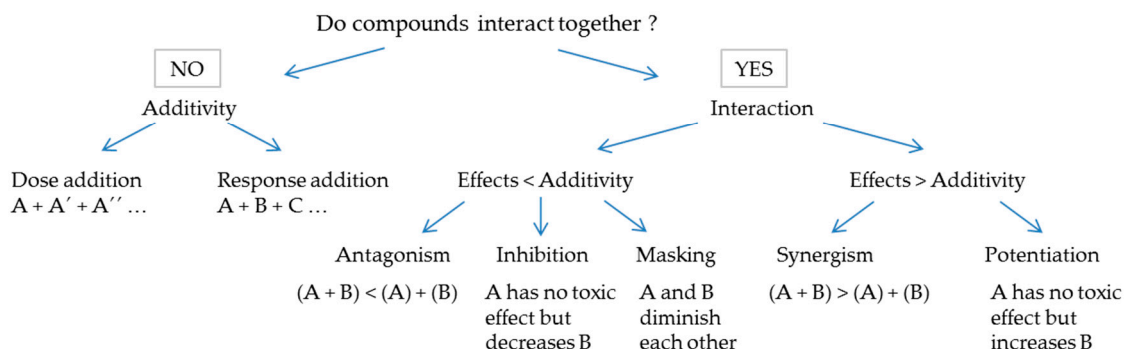 Do compounds interact together ?
NO
YES
Additivity
Interaction
Dose addition
A + A′ + A′′ …
Response addition
A + B + C …
Effects < Additivity
Effects > Additivity
Antagonism
(A + B) < (A) + (B)
Inhibition
A has no toxic
effect but
decreases B
Masking
A and B
diminish
each other
Synergism
(A + B) > (A) + (B)
Potentiation
A has no toxic
effect but
increases B